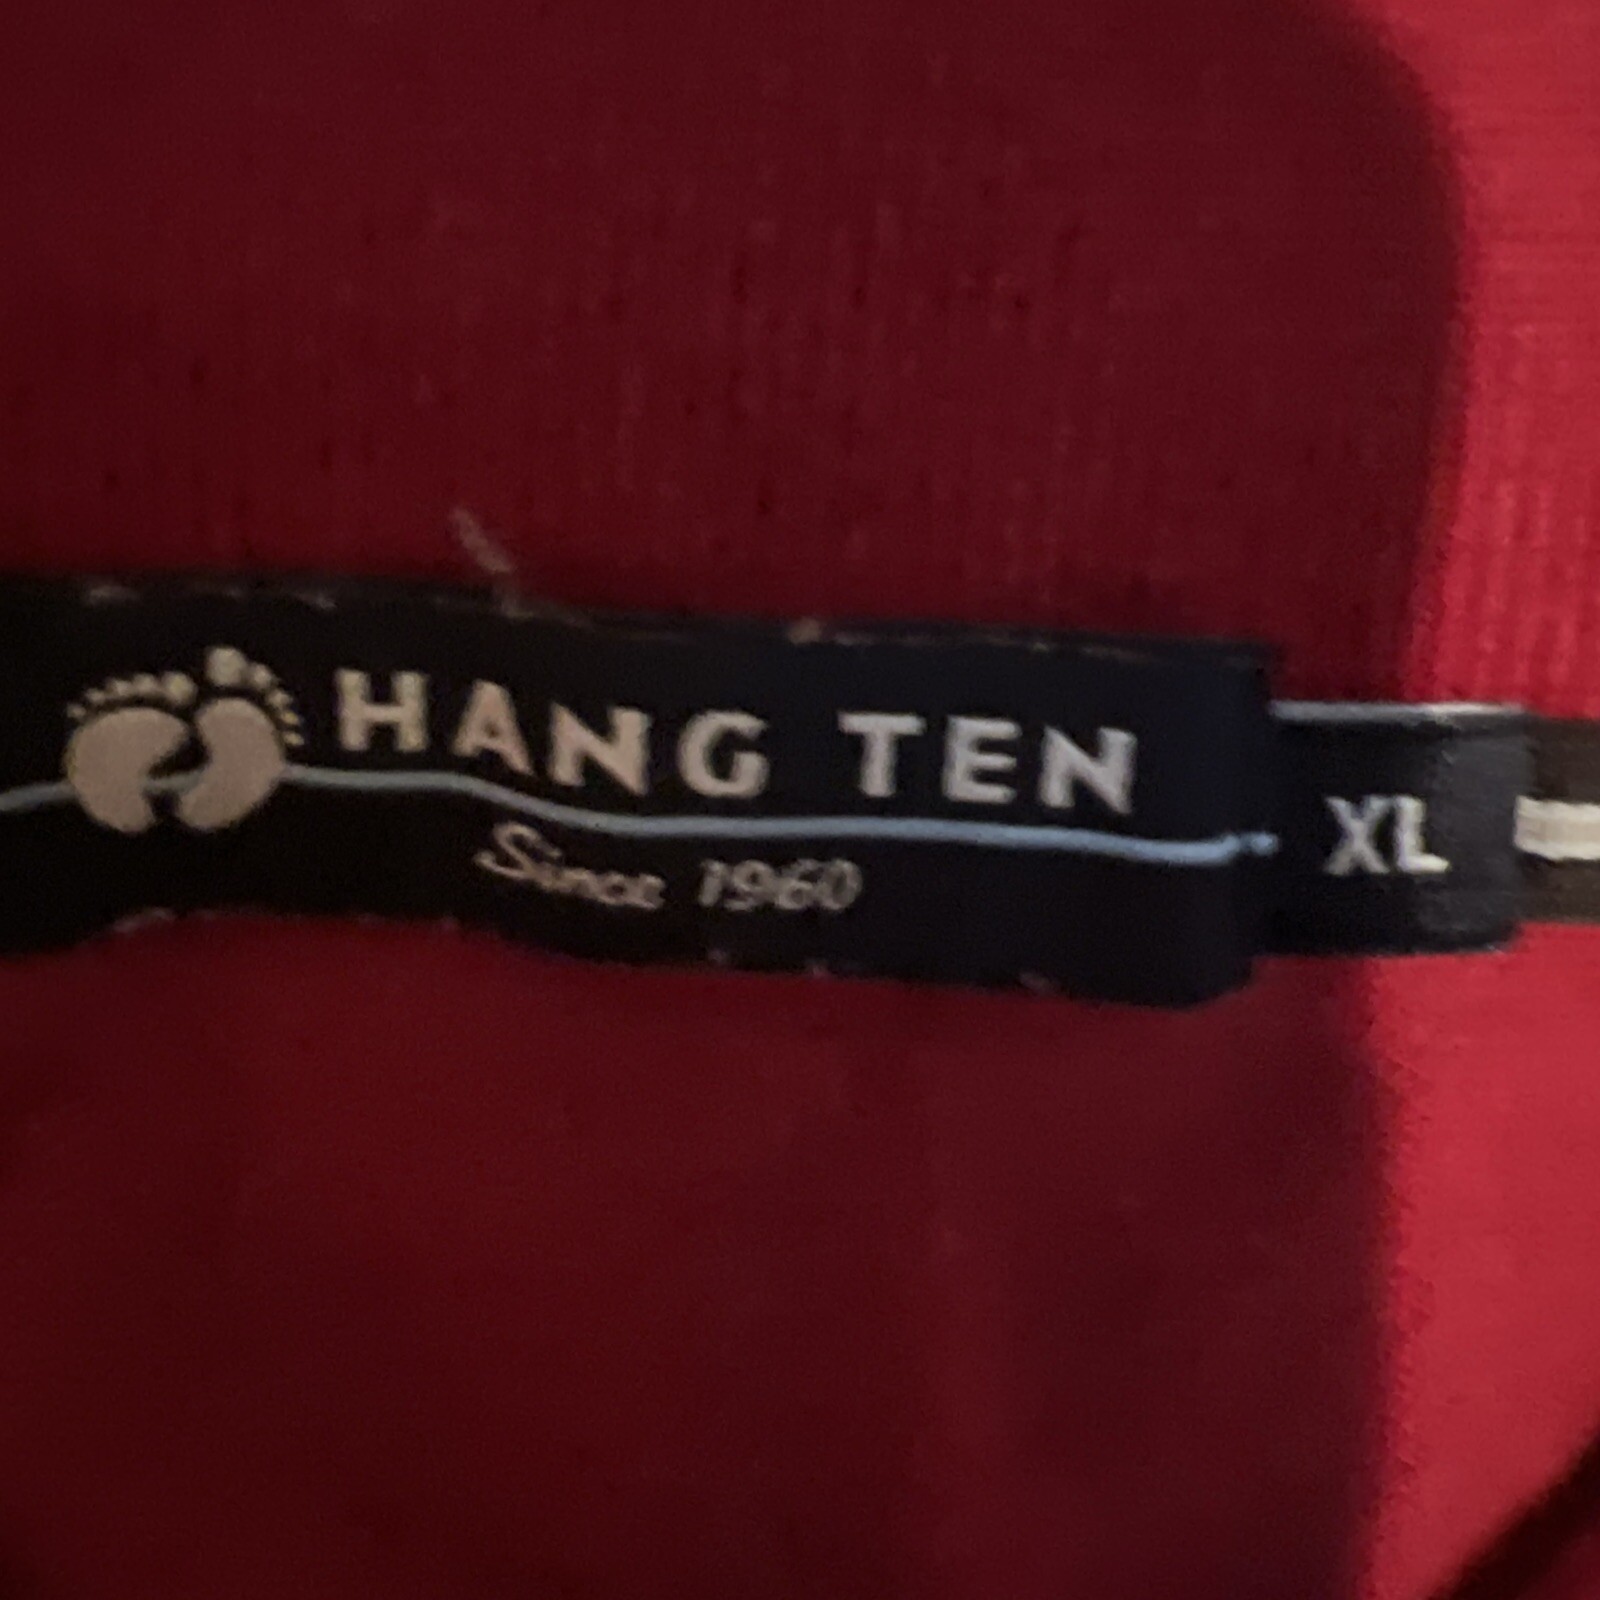 HANG TEN
Since 1960
XL